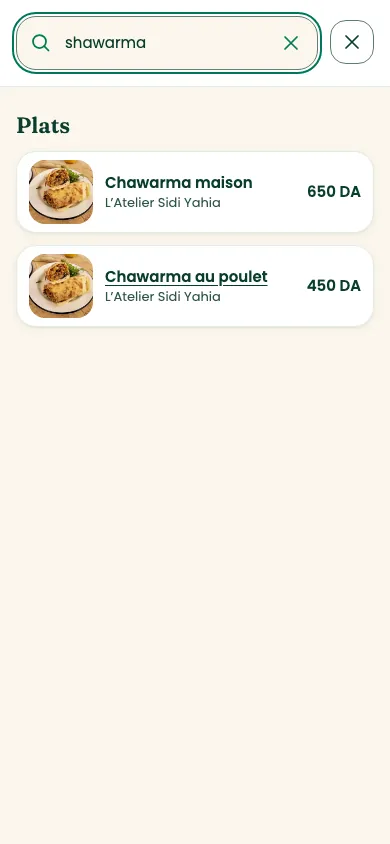 shawarma
Plats
Chawarma maison
L'Atelier Sidi Yahia
650 DA
Chawarma au poulet
L'Atelier Sidi Yahia
450 DA